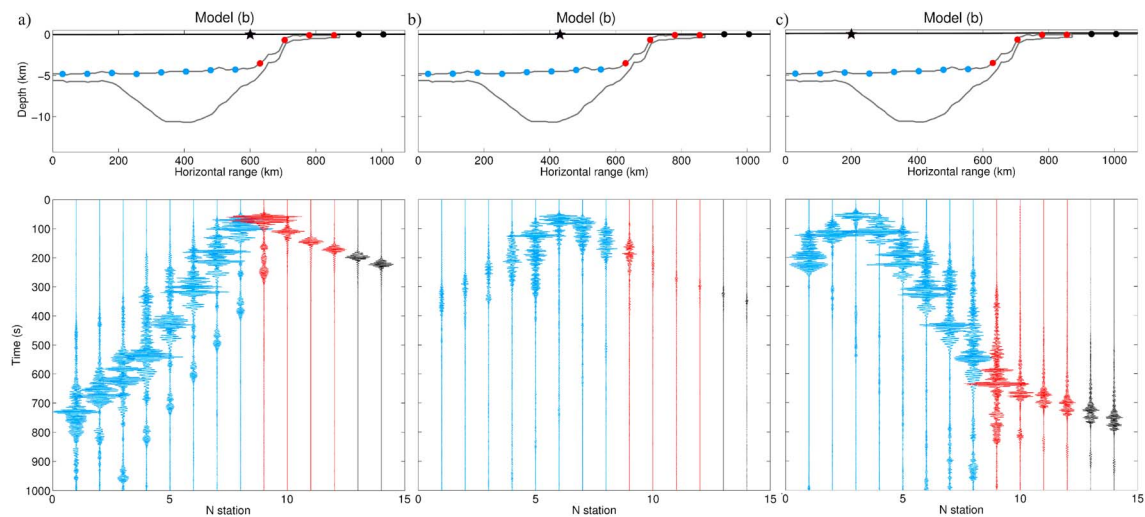 a) Model (b)
b) Model (b)
c) Model (b)
Depth (km)
0
−5
−10
0 200 400 600 800 1000
Horizontal range (km)
0 200 400 600 800 1000
Horizontal range (km)
0 200 400 600 800 1000
Horizontal range (km)
Time (s)
0
100
200
300
400
500
600
700
800
900
1000
0 5 10 15
N station
5 10 15
N station
5 10 15
N station